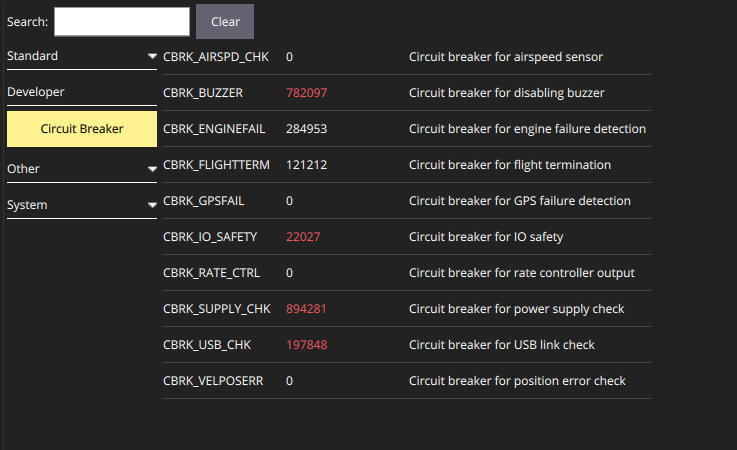 Search: Clear
Standard
Developer
Circuit Breaker
Other
System
CBRK_AIRSPD_CHK 0 Circuit breaker for airspeed sensor
CBRK_BUZZER 782097 Circuit breaker for disabling buzzer
CBRK_ENGINEFAIL 284953 Circuit breaker for engine failure detection
CBRK_FLIGHTTERM 121212 Circuit breaker for flight termination
CBRK_GPSFAIL 0 Circuit breaker for GPS failure detection
CBRK_IO_SAFETY 22027 Circuit breaker for IO safety
CBRK_RATE_CTRL 0 Circuit breaker for rate controller output
CBRK_SUPPLY_CHK 894281 Circuit breaker for power supply check
CBRK_USB_CHK 197848 Circuit breaker for USB link check
CBRK_VELPOSERR 0 Circuit breaker for position error check